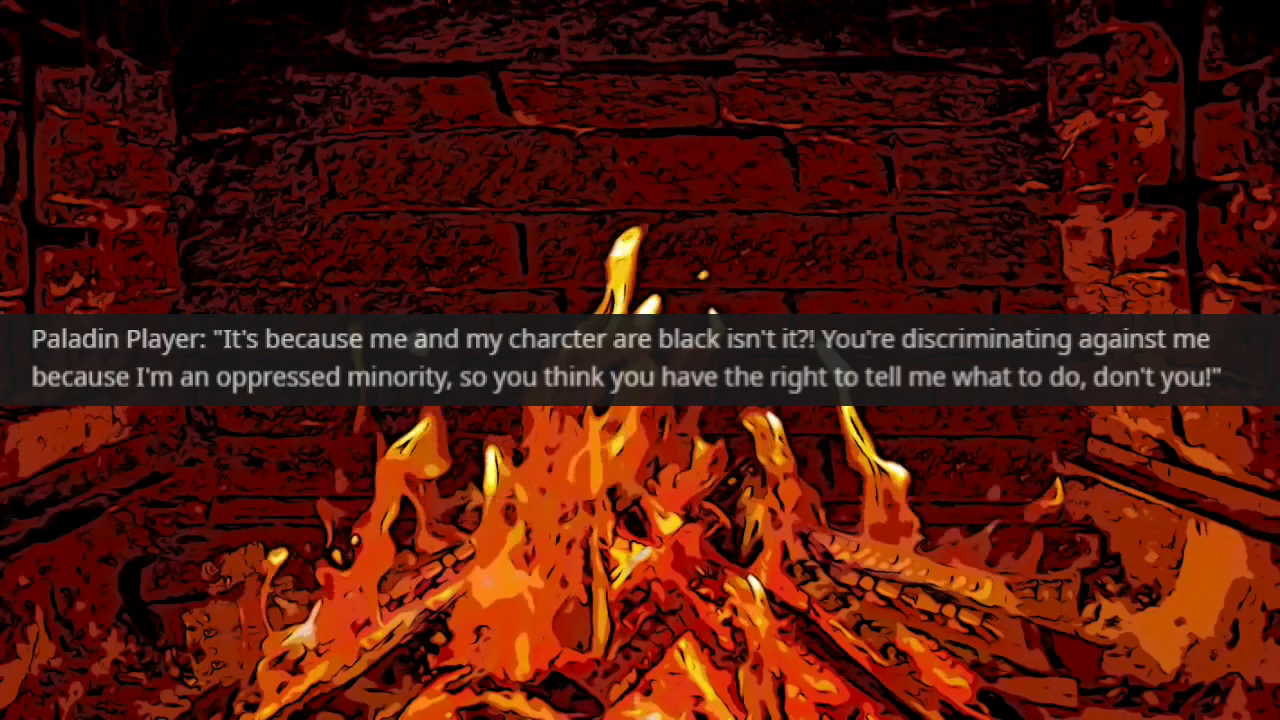 Paladin Player: "It's because me and my charcter are black isn't it?! You're discriminating against me
because I'm an oppressed minority, so you think you have the right to tell me what to do, don't you!"